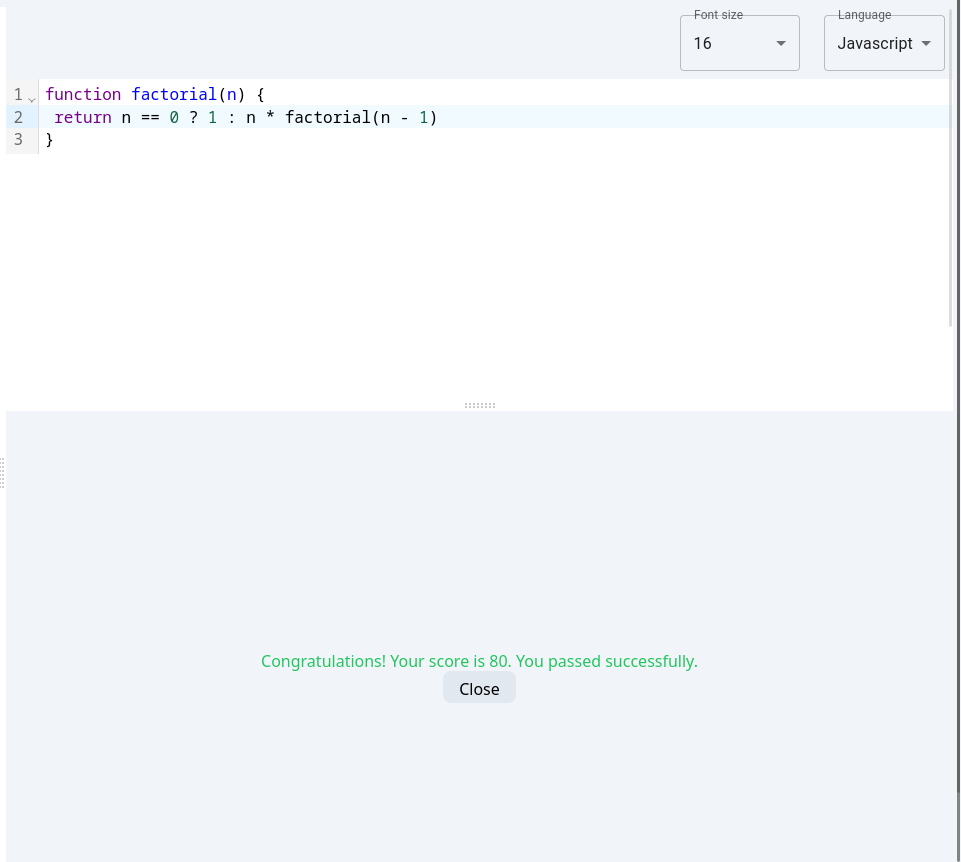 Font size
Language
16
Javascript
1 function factorial(n) {
2  return n == 0 ? 1 : n * factorial(n - 1)
3 }
Congratulations! Your score is 80. You passed successfully.
Close